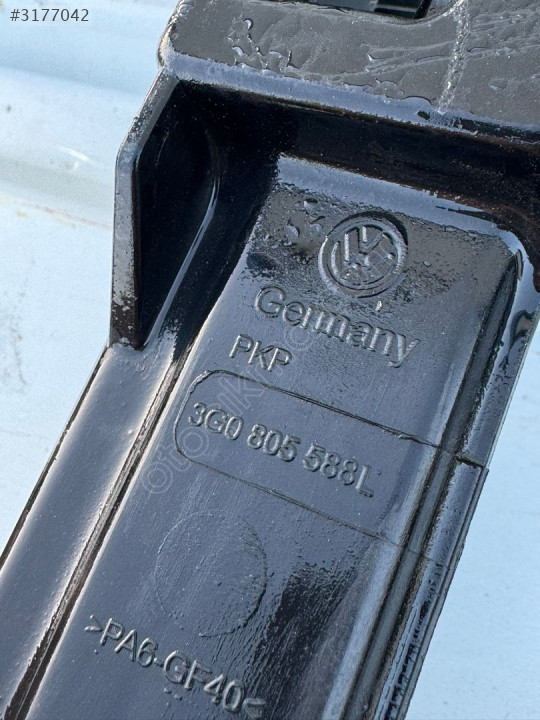 #3177042
Germany
PKP
3G0 805 588L
>PA6-GF40<